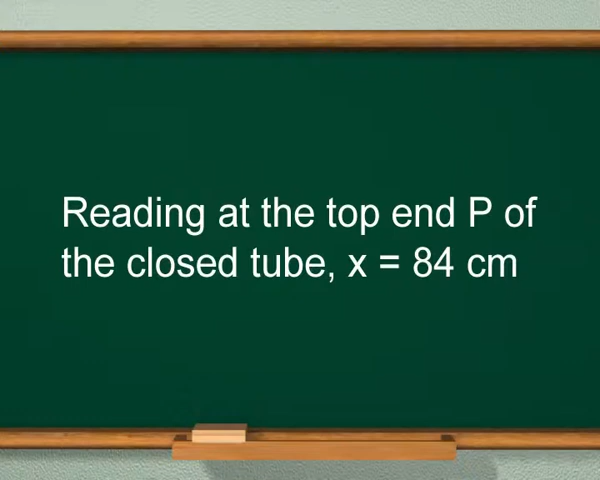 Reading at the top end P of
the closed tube, x = 84 cm